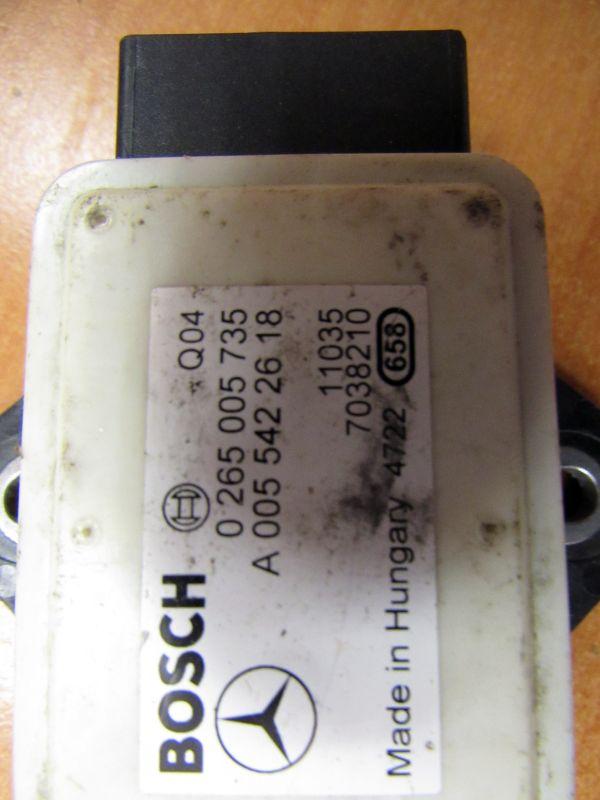 BOSCH
Q04
0 265 005 735
A 005 542 26 18
11035
7038210
Made in Hungary 4722 658